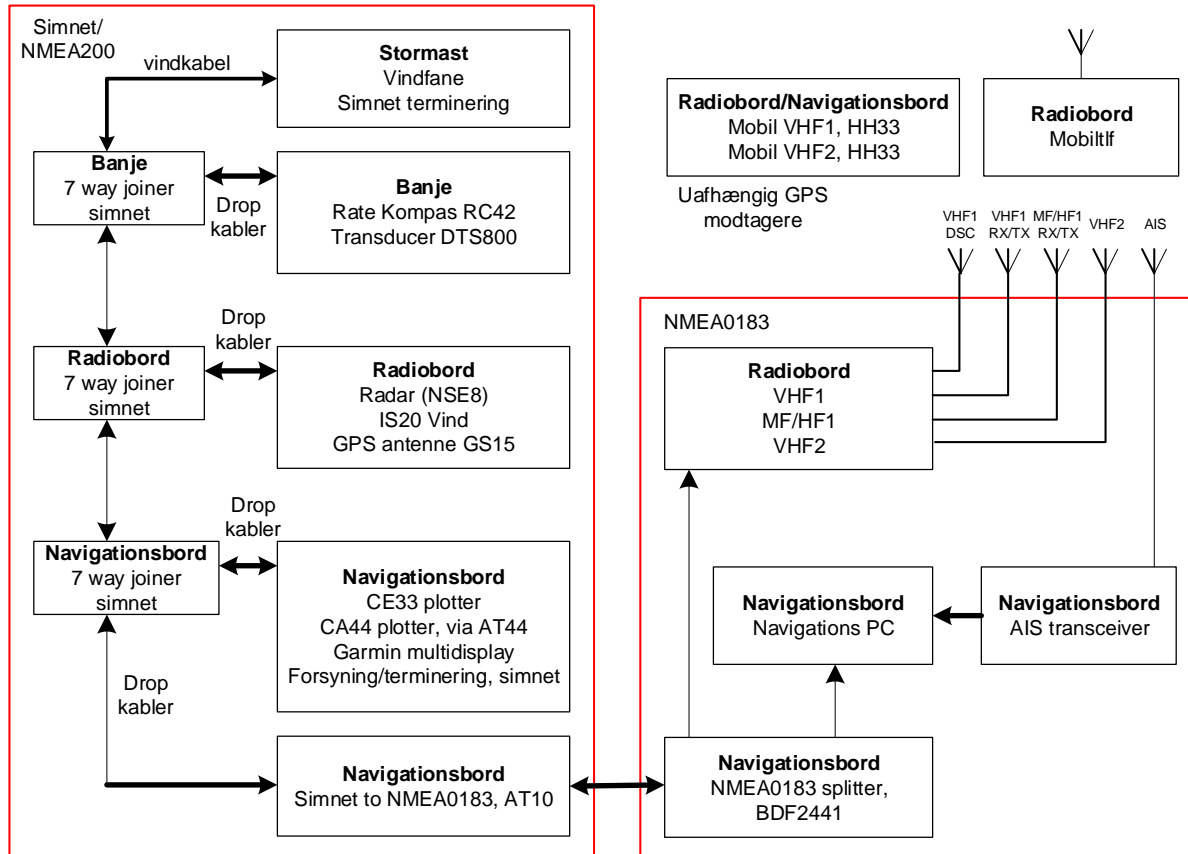 Simnet/
NMEA200
vindkabel
Stormast
Vindfane
Simnet terminering
Banje
7 way joiner
simnet
Drop
kabler
Banje
Rate Kompas RC42
Transducer DTS800
Radiobord
7 way joiner
simnet
Drop
kabler
Radiobord
Radar (NSE8)
IS20 Vind
GPS antenne GS15
Navigationsbord
7 way joiner
simnet
Drop
kabler
Navigationsbord
CE33 plotter
CA44 plotter, via AT44
Garmin multidisplay
Forsyning/terminering, simnet
Drop
kabler
Navigationsbord
Simnet to NMEA0183, AT10
Radiobord/Navigationsbord
Mobil VHF1, HH33
Mobil VHF2, HH33
Uafhængig GPS
modtagere
Radiobord
Mobiltlf
VHF1
DSC
VHF1
RX/TX
MF/HF1
RX/TX
VHF2
AIS
NMEA0183
Radiobord
VHF1
MF/HF1
VHF2
Navigationsbord
Navigations PC
Navigationsbord
AIS transceiver
Navigationsbord
NMEA0183 splitter,
BDF2441